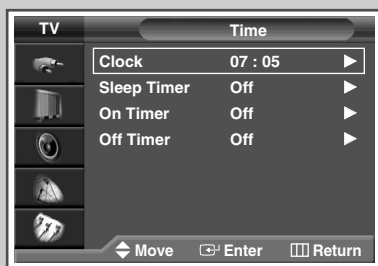 TV Time
Clock 07 : 05
Sleep Timer Off
On Timer Off
Off Timer Off
Move Enter Return